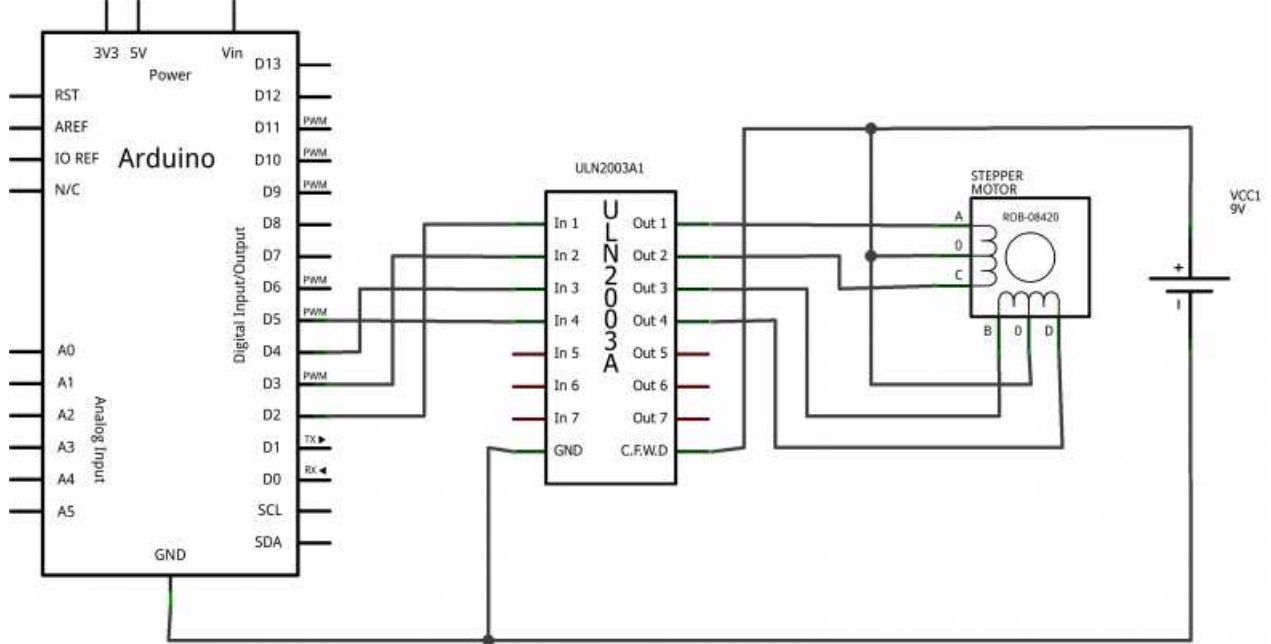 3V3 5V Vin
Power
Arduino
RST
AREF
IO REF
N/C
A0
A1
A2
A3
A4
A5
Analog Input
GND
Digital Input/Output
D13
D12
D11 PWM
D10 PWM
D9 PWM
D8
D7
D6 PWM
D5 PWM
D4
D3 PWM
D2
D1 TX ▶
D0 RX ◀
SCL
SDA
ULN2003A1
ULN2003A
In 1
In 2
In 3
In 4
In 5
In 6
In 7
GND
Out 1
Out 2
Out 3
Out 4
Out 5
Out 6
Out 7
C.F.W.D
STEPPER
MOTOR
ROB-08420
A
0
C
B 0 D
VCC1
9V
+
−